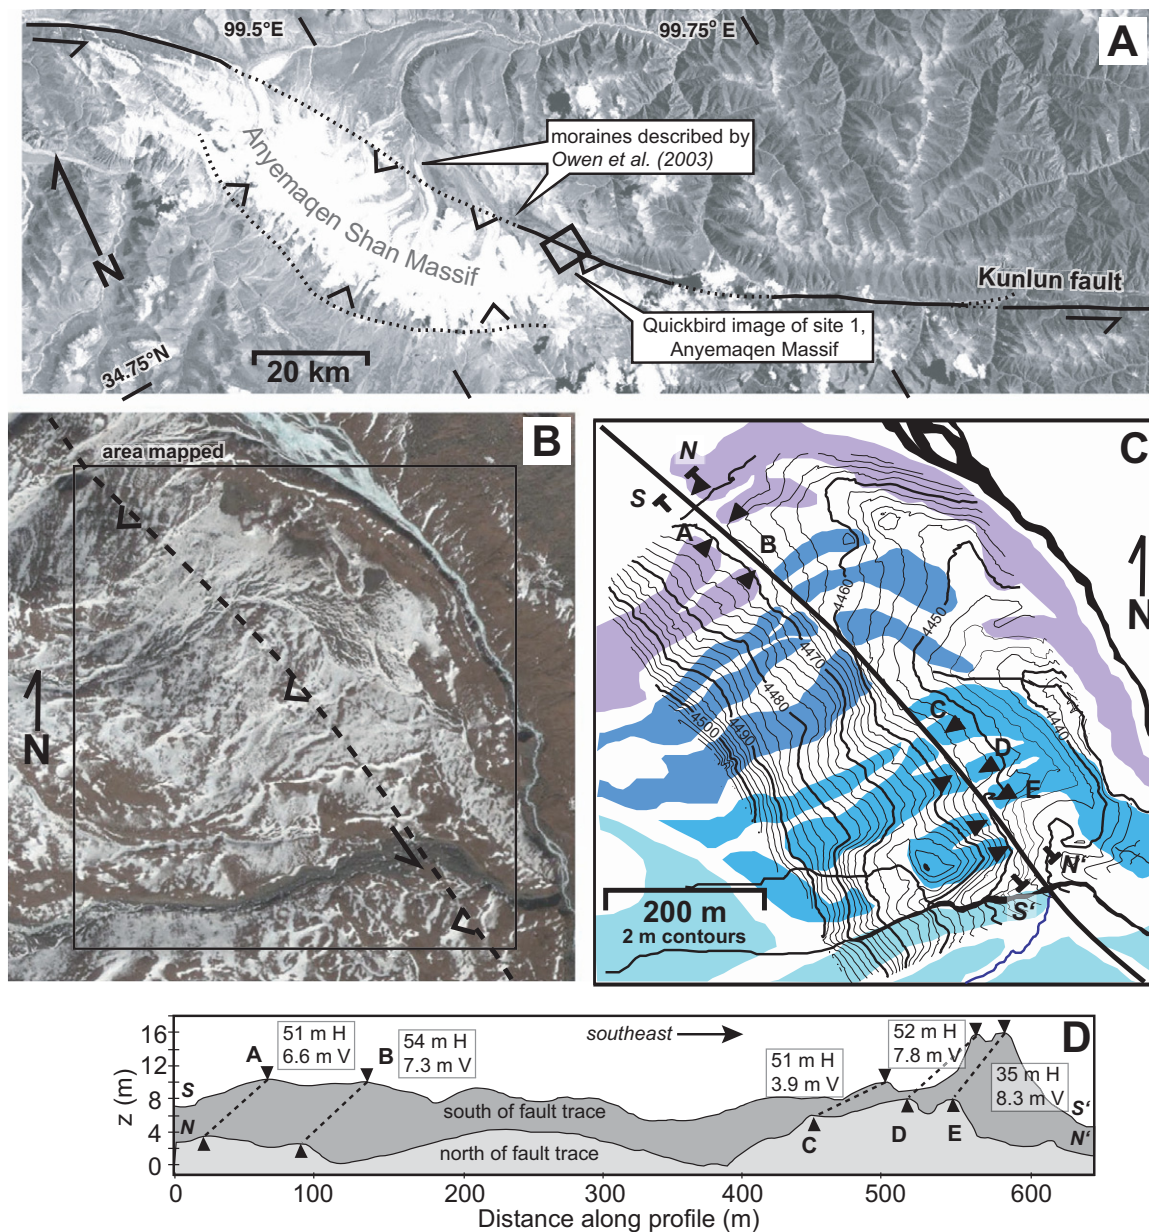 99.5°E
99.75° E
A
moraines described by
Owen et al. (2003)
Anyemaqen Shan Massif
N
Kunlun fault
Quickbird image of site 1,
Anyemaqen Massif
34.75°N
20 km
B
area mapped
N
C
N
S
A
B
4460
4450
N
4470
4480
4490
4500
C
4440
D
E
N'
S'
200 m
2 m contours
D
16
12
8
4
0
z (m)
51 m H
6.6 m V
54 m H
7.3 m V
southeast
52 m H
7.8 m V
51 m H
3.9 m V
35 m H
8.3 m V
A
B
S
N
south of fault trace
north of fault trace
C
D
E
S'
N'
0
100
200
300
400
500
600
Distance along profile (m)